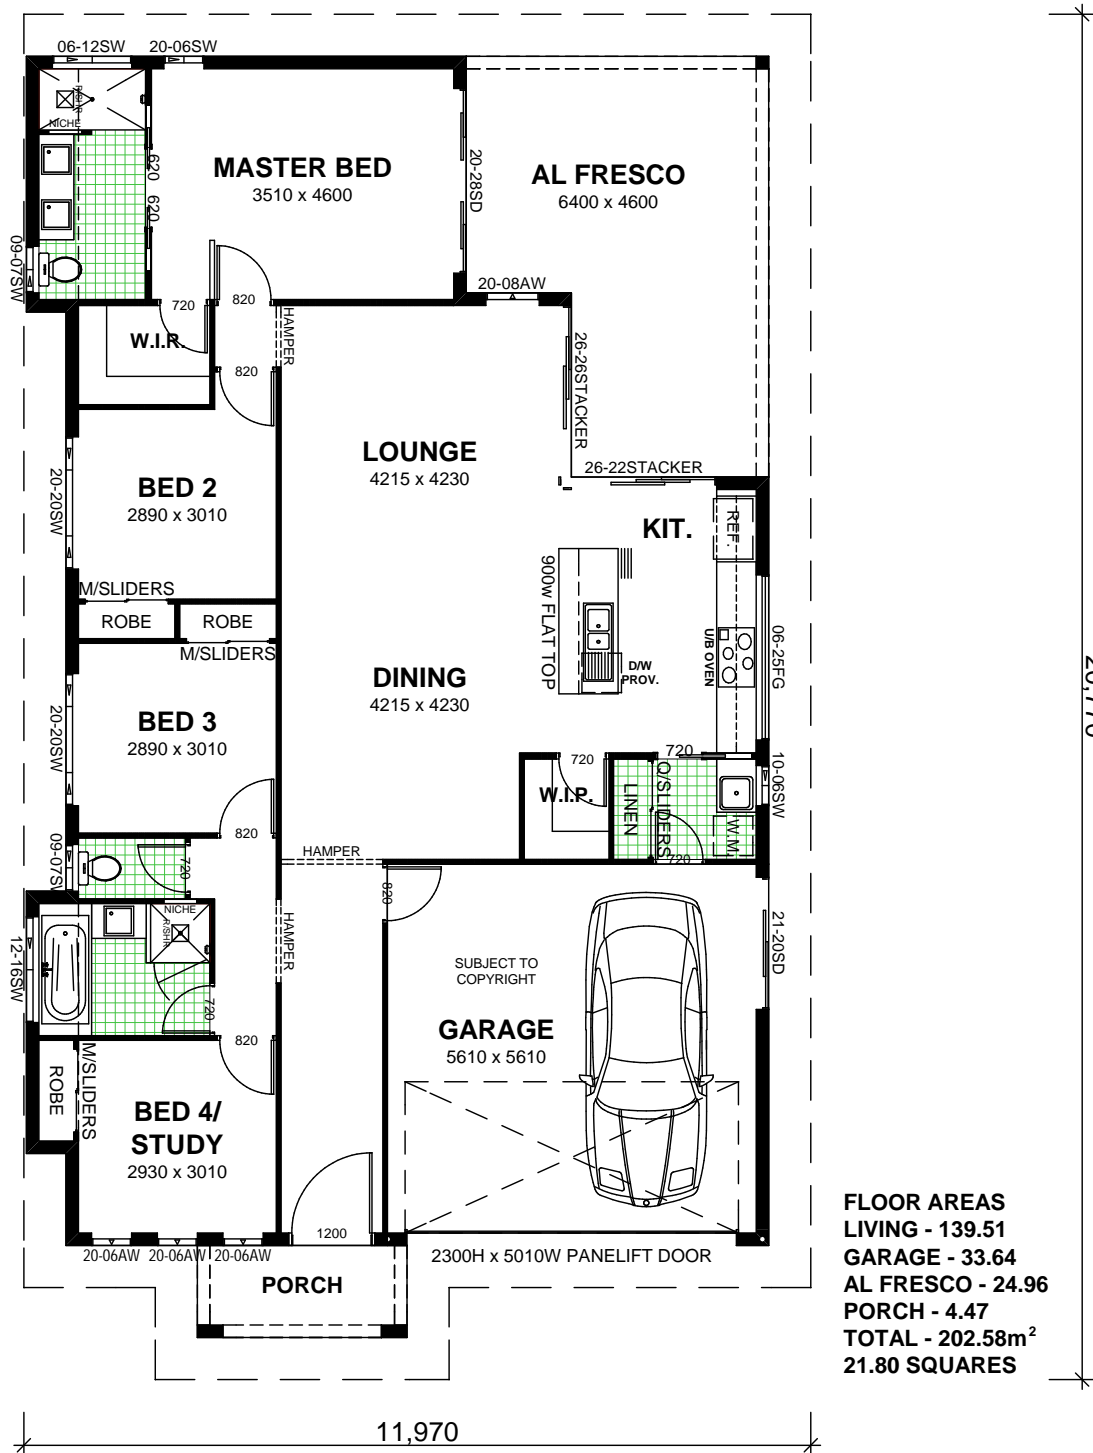 06-12SW
20-06SW
R/SHR
NICHE
620
620
MASTER BED
3510 x 4600
20-28SD
AL FRESCO
6400 x 4600
09-07SW
720
820
20-08AW
HAMPER
W.I.R.
820
26-26STACKER
LOUNGE
4215 x 4230
26-22STACKER
20-20SW
BED 2
2890 x 3010
KIT.
REF.
900w FLAT TOP
M/SLIDERS
ROBE
ROBE
M/SLIDERS
U/B OVEN
06-25FG
D/W
PROV.
DINING
4215 x 4230
20-20SW
BED 3
2890 x 3010
720
720
10-06SW
W.I.P.
LINEN
Q/SLIDERS
W.M.
820
HAMPER
720
09-07SW
720
820
NICHE
R/SHR
HAMPER
12-16SW
720
21-20SD
SUBJECT TO
COPYRIGHT
GARAGE
5610 x 5610
820
M/SLIDERS
ROBE
BED 4/
STUDY
2930 x 3010
1200
20-06AW
20-06AW
20-06AW
2300H x 5010W PANELIFT DOOR
PORCH
FLOOR AREAS
LIVING - 139.51
GARAGE - 33.64
AL FRESCO - 24.96
PORCH - 4.47
TOTAL - 202.58m²
21.80 SQUARES
11,970